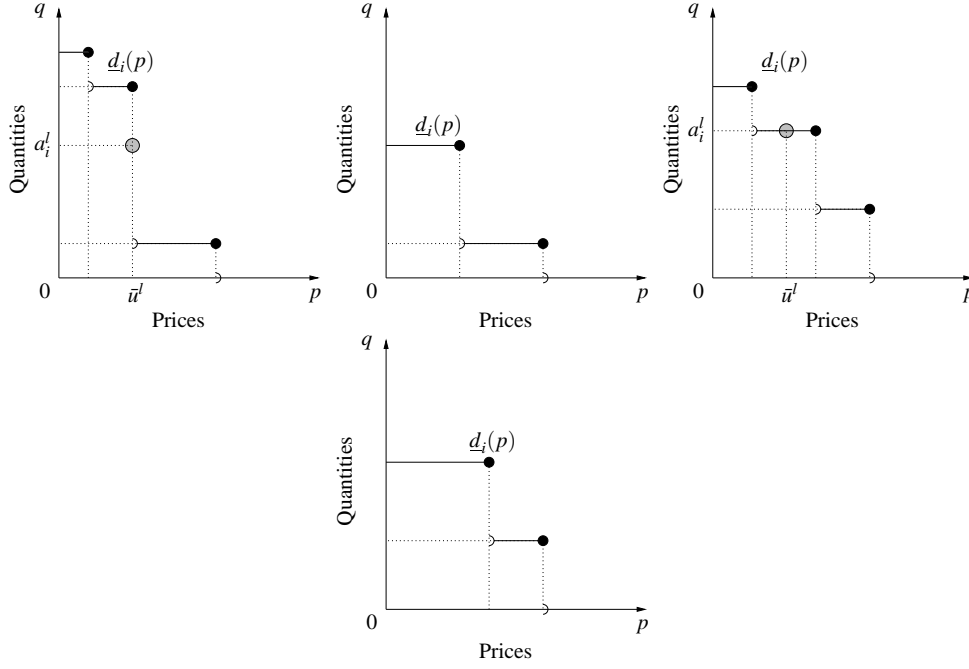 q
d_i(p)
Quantities
a_i^l
0
ū^l
p
Prices
q
d_i(p)
Quantities
0
p
Prices
q
d_i(p)
Quantities
a_i^l
0
ū^l
p
Prices
q
d_i(p)
Quantities
0
p
Prices